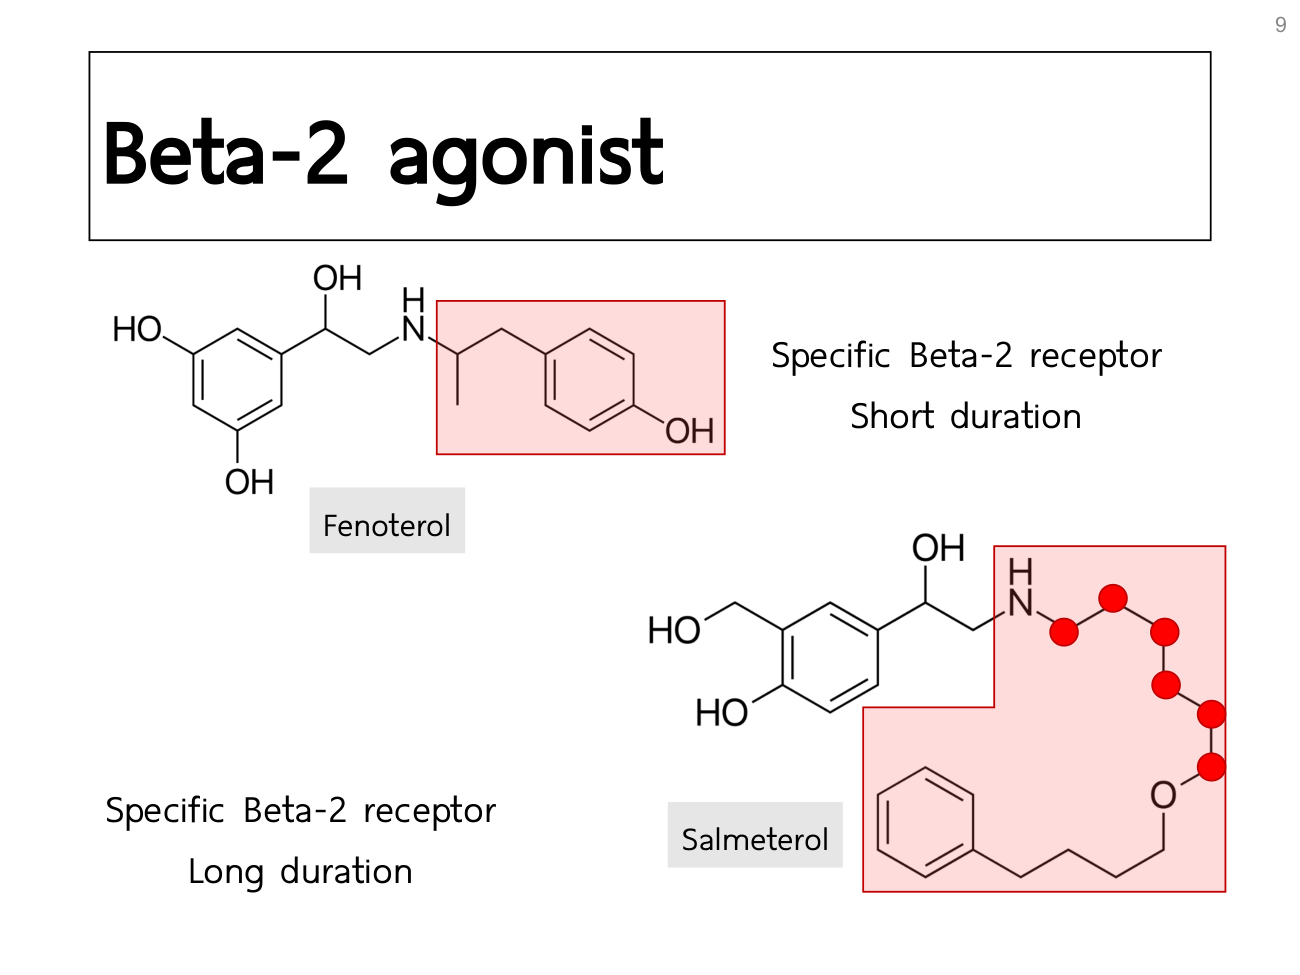 9
Beta-2 agonist
OH
H
N
HO
OH
OH
Specific Beta-2 receptor
Short duration
Fenoterol
OH
H
N
HO
HO
O
Salmeterol
Specific Beta-2 receptor
Long duration